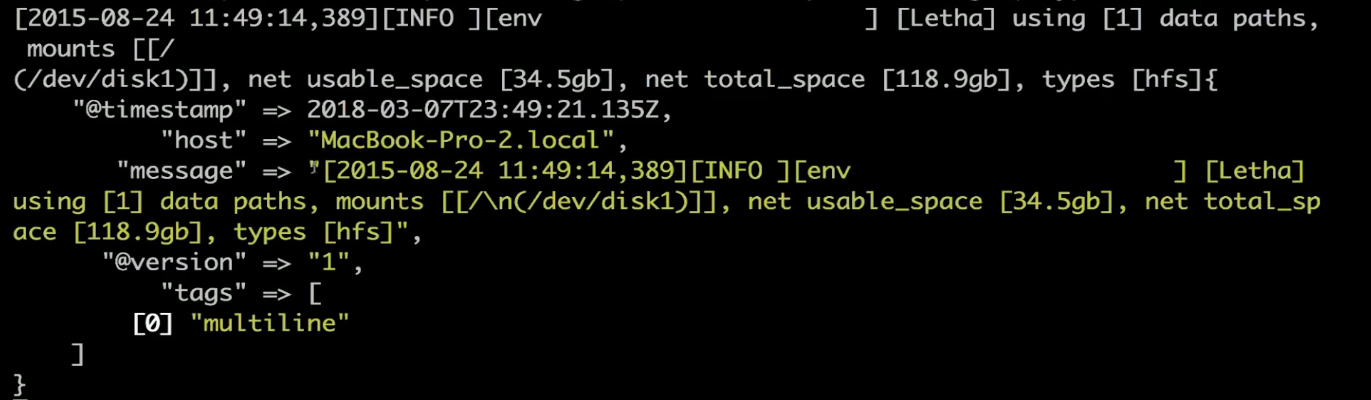 [2015-08-24 11:49:14,389][INFO ][env                      ] [Letha] using [1] data paths,
 mounts [[/
(/dev/disk1)]], net usable_space [34.5gb], net total_space [118.9gb], types [hfs]{
    "@timestamp" => 2018-03-07T23:49:21.135Z,
          "host" => "MacBook-Pro-2.local",
       "message" => "[2015-08-24 11:49:14,389][INFO ][env                      ] [Letha]
using [1] data paths, mounts [[/\n(/dev/disk1)]], net usable_space [34.5gb], net total_sp
ace [118.9gb], types [hfs]",
      "@version" => "1",
          "tags" => [
        [0] "multiline"
    ]
}